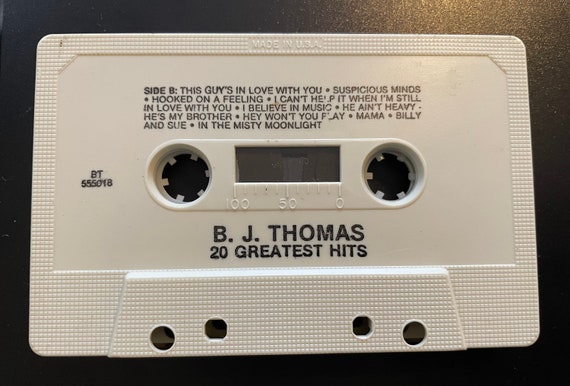 MADE IN U.S.A.
SIDE B: THIS GUY'S IN LOVE WITH YOU • SUSPICIOUS MINDS
• HOOKED ON A FEELING • I CAN'T HELP IT WHEN I'M STILL
IN LOVE WITH YOU • I BELIEVE IN MUSIC • HE AIN'T HEAVY -
HE'S MY BROTHER • HEY WON'T YOU PLAY • MAMA • BILLY
AND SUE • IN THE MISTY MOONLIGHT
BT
555018
100 50 0
B. J. THOMAS
20 GREATEST HITS